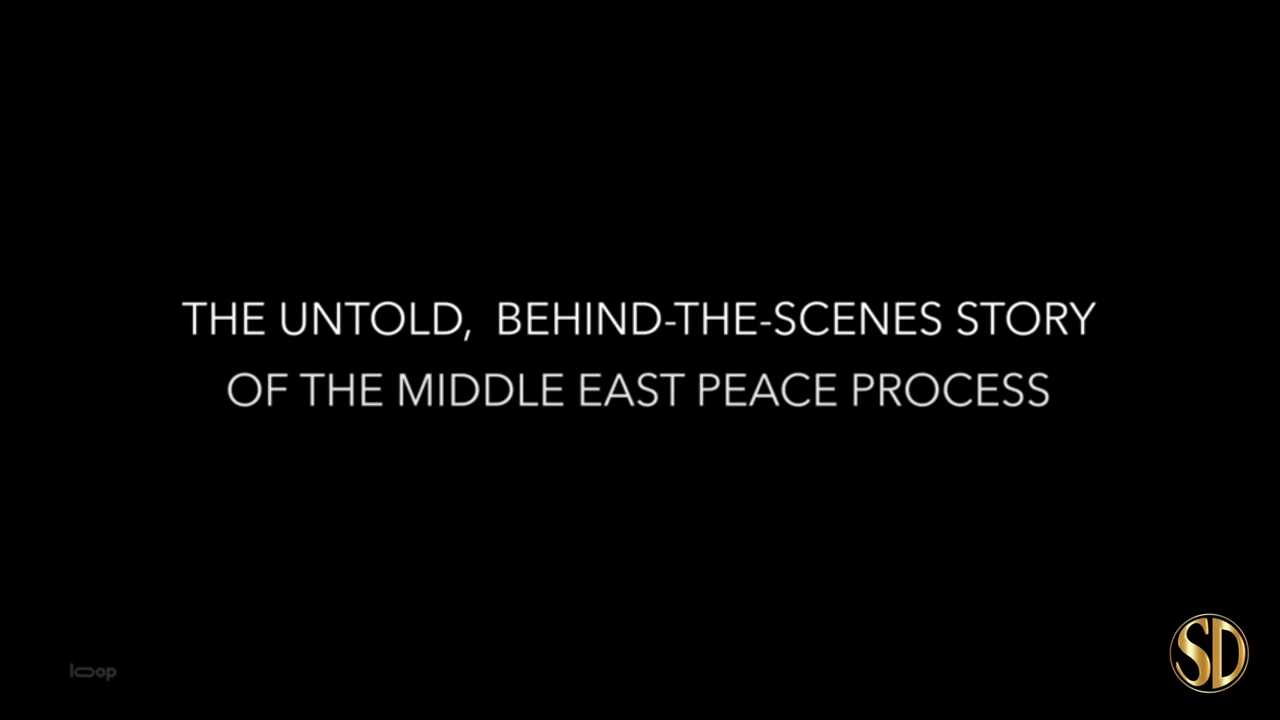 THE UNTOLD, BEHIND-THE-SCENES STORY
OF THE MIDDLE EAST PEACE PROCESS
loop
SD